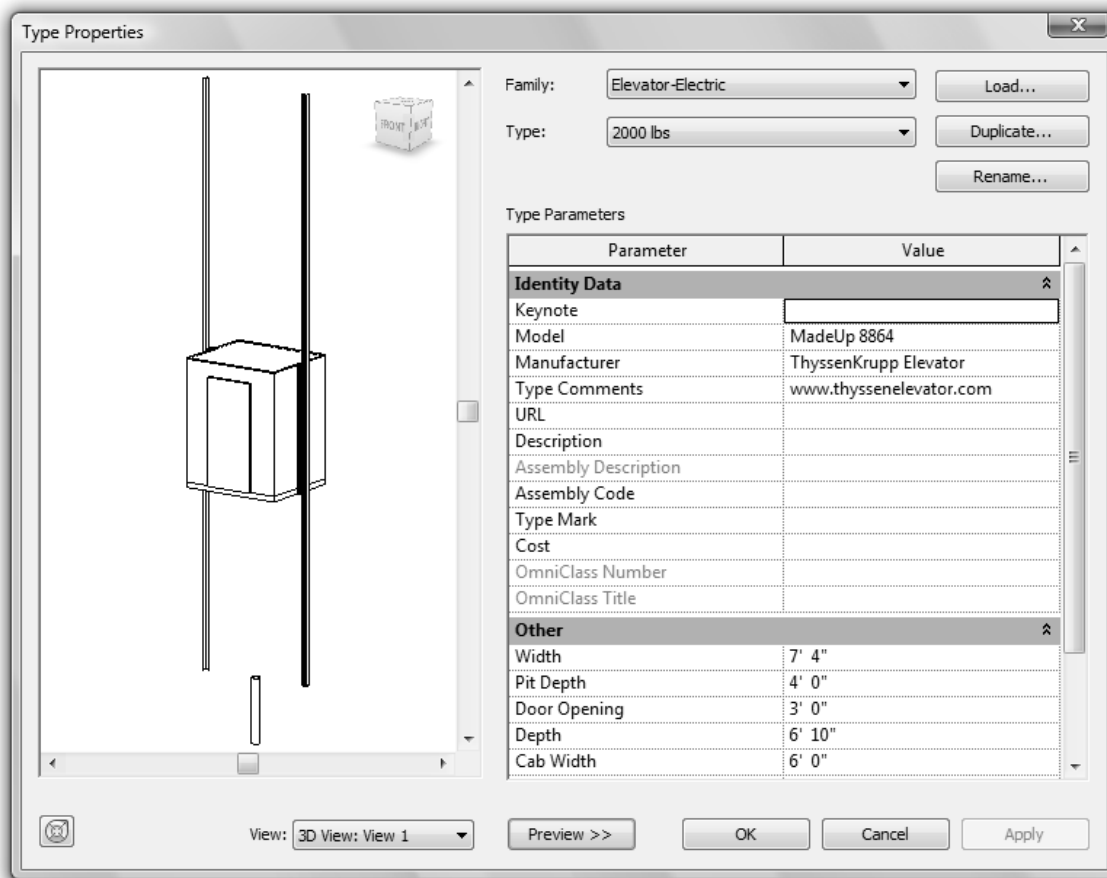 Type Properties
FRONT
Family: Elevator-Electric Load...
Type: 2000 lbs Duplicate...
Rename...
Type Parameters
Parameter Value
Identity Data
Keynote
Model MadeUp 8864
Manufacturer ThyssenKrupp Elevator
Type Comments www.thyssenelevator.com
URL
Description
Assembly Description
Assembly Code
Type Mark
Cost
OmniClass Number
OmniClass Title
Other
Width 7' 4"
Pit Depth 4' 0"
Door Opening 3' 0"
Depth 6' 10"
Cab Width 6' 0"
View: 3D View: View 1 Preview >> OK Cancel Apply